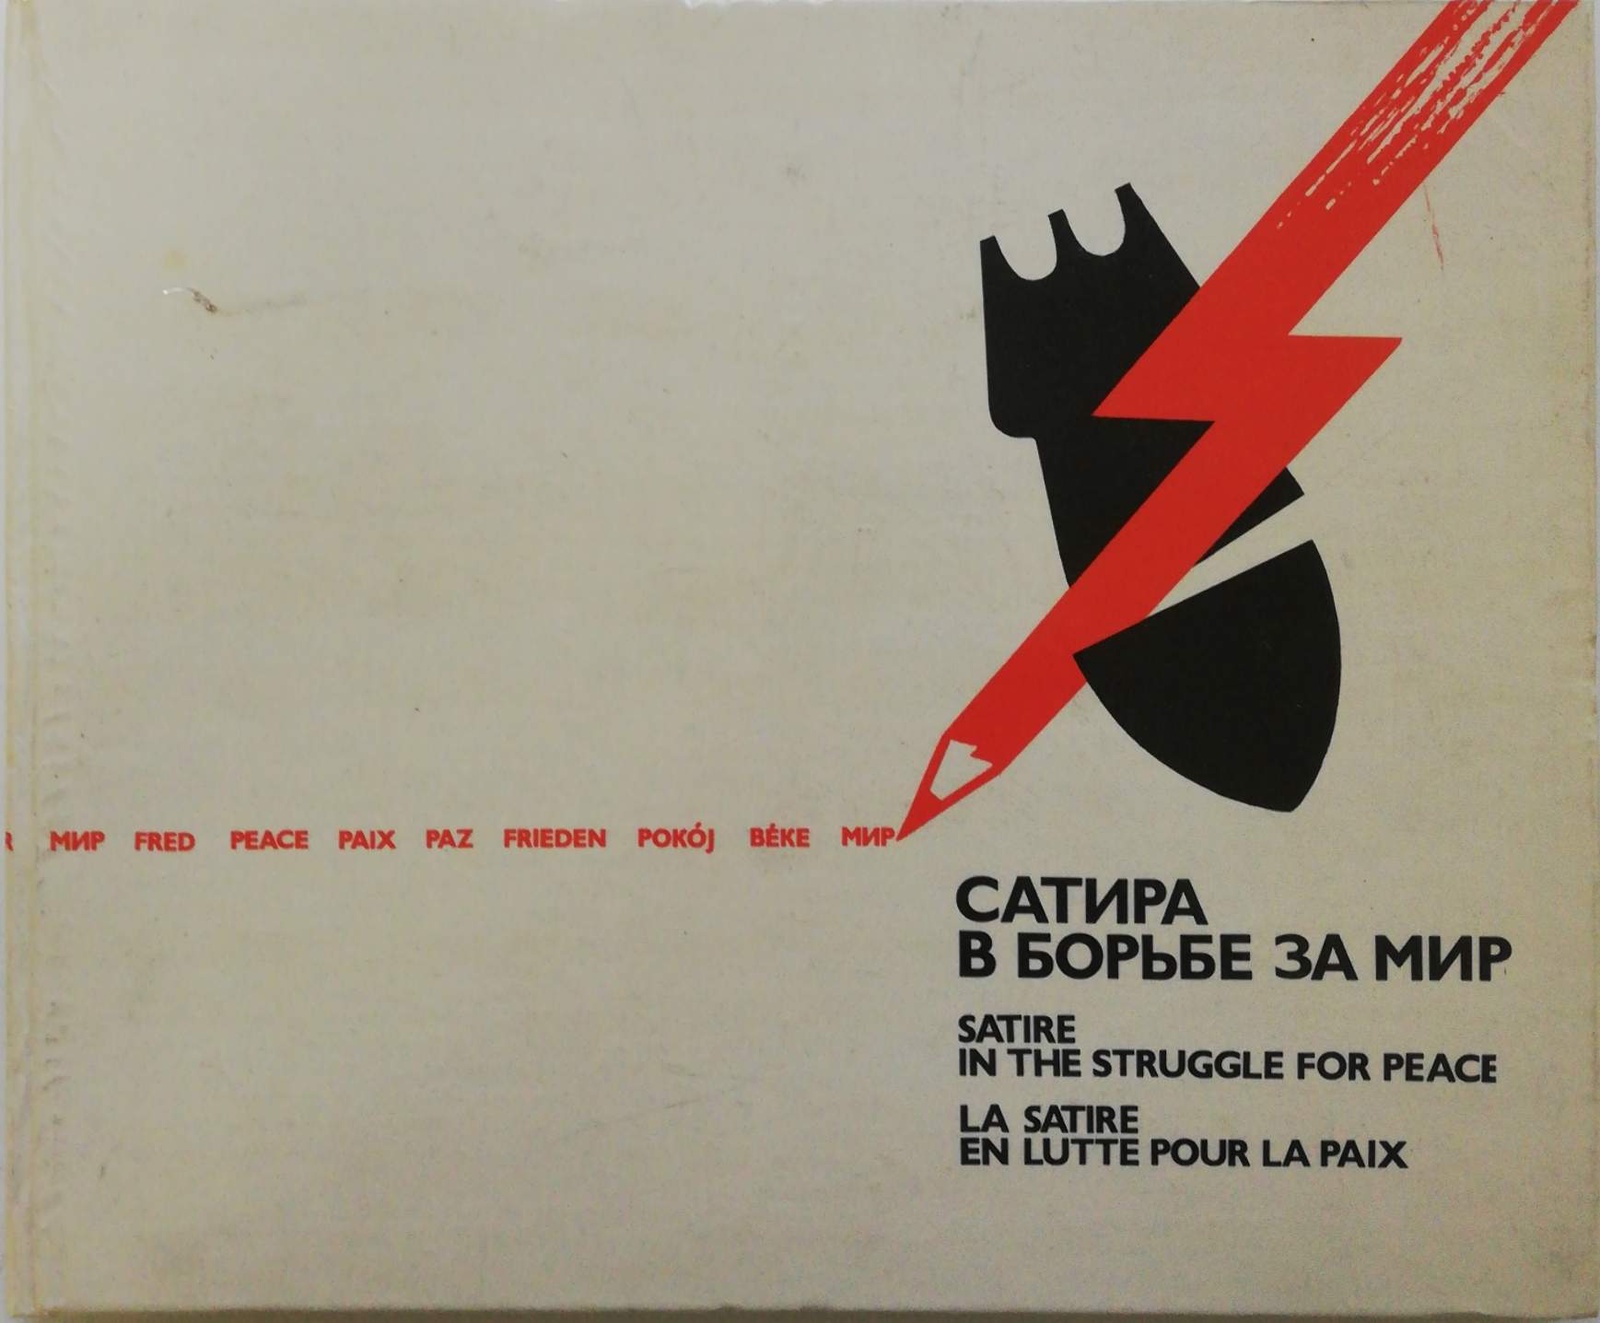 МИР FRED PEACE PAIX PAZ FRIEDEN POKÓJ BÉKE МИР
САТИРА
В БОРЬБЕ ЗА МИР
SATIRE
IN THE STRUGGLE FOR PEACE
LA SATIRE
EN LUTTE POUR LA PAIX